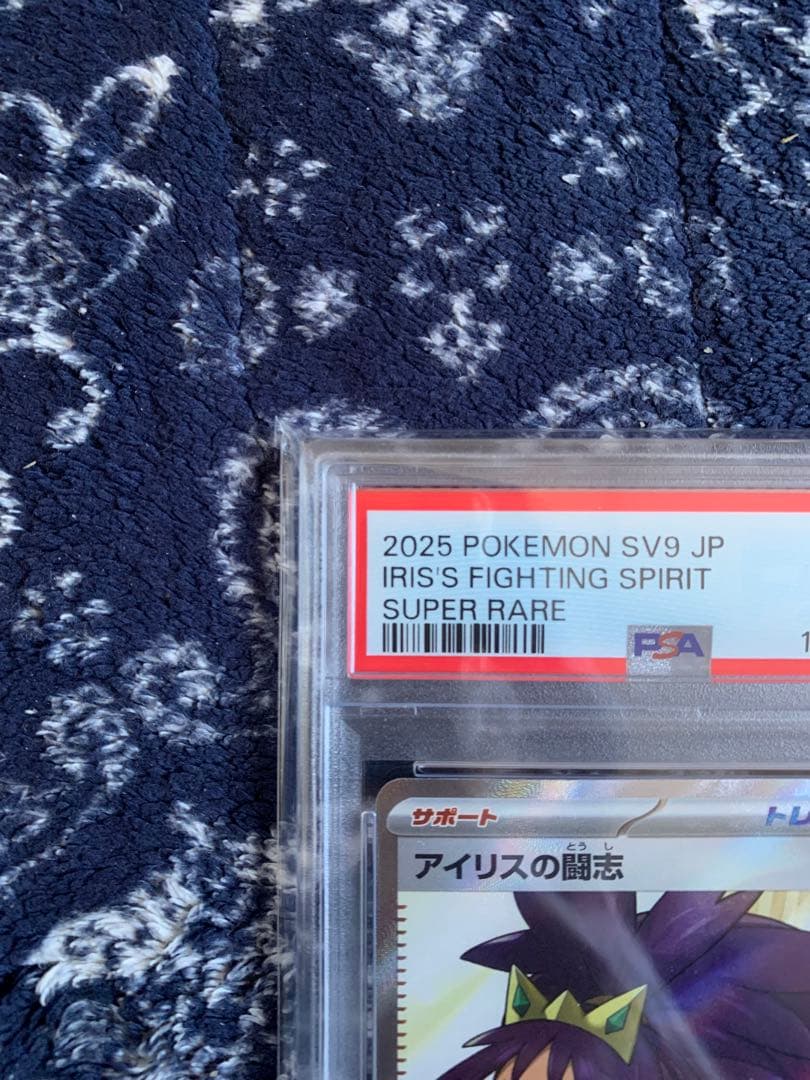 2025 POKEMON SV9 JP
IRIS'S FIGHTING SPIRIT
SUPER RARE
PSA
サポート
とう し
アイリスの闘志